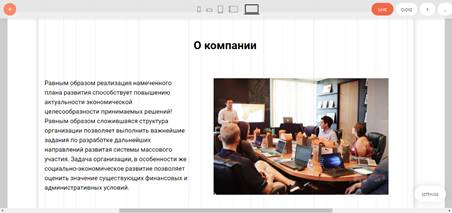 SAVE
CLOSE
?
О компании
Равным образом реализация намеченного
плана развития способствует повышению
актуальности экономической
целесообразности принимаемых решений!
Равным образом сложившаяся структура
организации позволяет выполнить важнейшие
задания по разработке дальнейших
направлений развития системы массового
участия. Задача организации, в особенности же
социально-экономическое развитие позволяет
оценить значение существующих финансовых и
административных условий.
SETTINGS